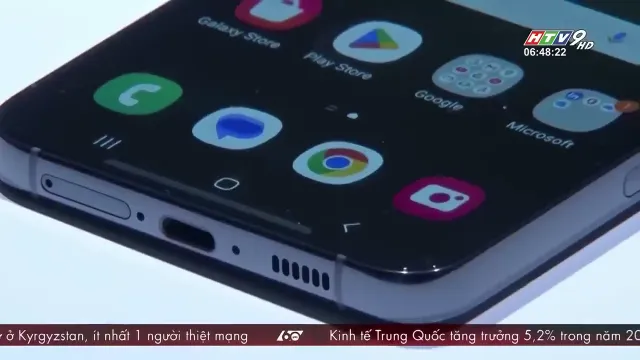 HTV9 HD
06:48:22
Galaxy Store
Play Store
Google
Microsoft
ở Kyrgyzstan, ít nhất 1 người thiệt mạng
60
Kinh tế Trung Quốc tăng trưởng 5,2% trong năm 20